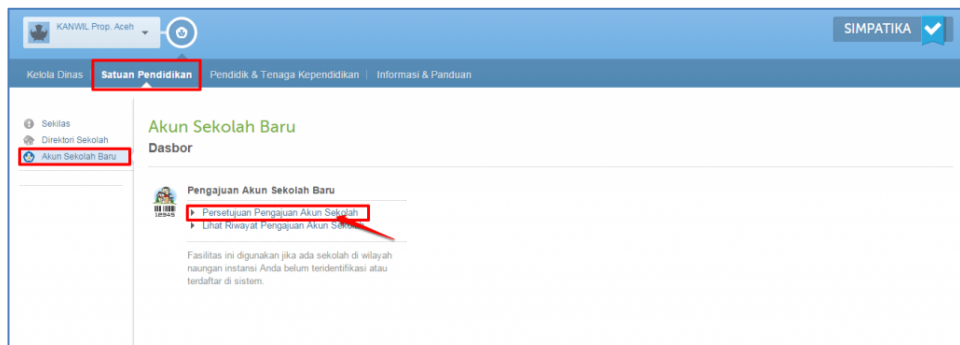 KANWIL Prop. Aceh
SIMPATIKA
Kelola Dinas Satuan Pendidikan Pendidik & Tenaga Kependidikan Informasi & Panduan
Sekilas
Direktori Sekolah
Akun Sekolah Baru
Akun Sekolah Baru
Dasbor
Pengajuan Akun Sekolah Baru
12345
Persetujuan Pengajuan Akun Sekolah
Lihat Riwayat Pengajuan Akun Sekolah
Fasilitas ini digunakan jika ada sekolah di wilayah
naungan instansi Anda belum teridentifikasi atau
terdaftar di sistem.